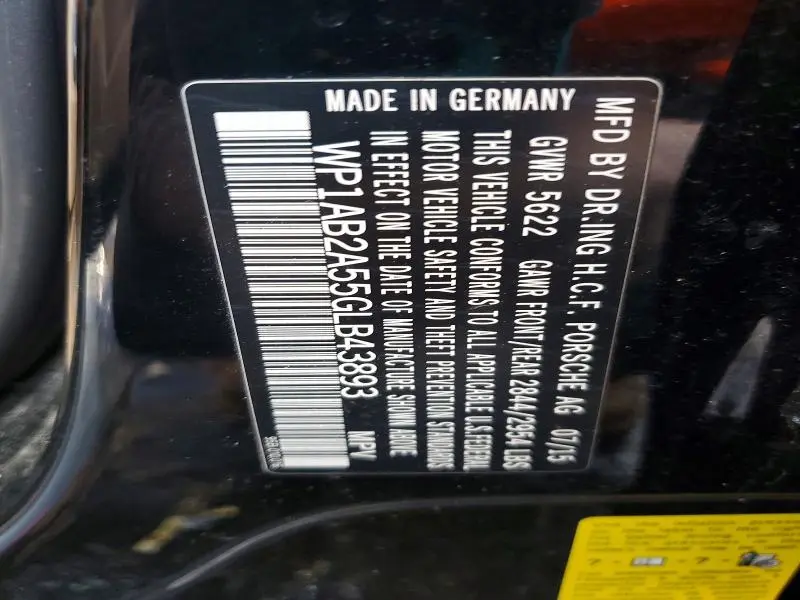 MADE IN GERMANY
MFD BY DR.ING H.C.F. PORSCHE AG 07/15
GVWR 5622 GAWR FRONT/REAR 2844/2954 LBS
THIS VEHICLE CONFORMS TO ALL APPLICABLE U.S FEDERAL
MOTOR VEHICLE SAFETY AND THEFT PREVENTION STANDARDS
IN EFFECT ON THE DATE OF MANUFACTURE SHOWN ABOVE
WP1AB2A55GLB43893 MPV